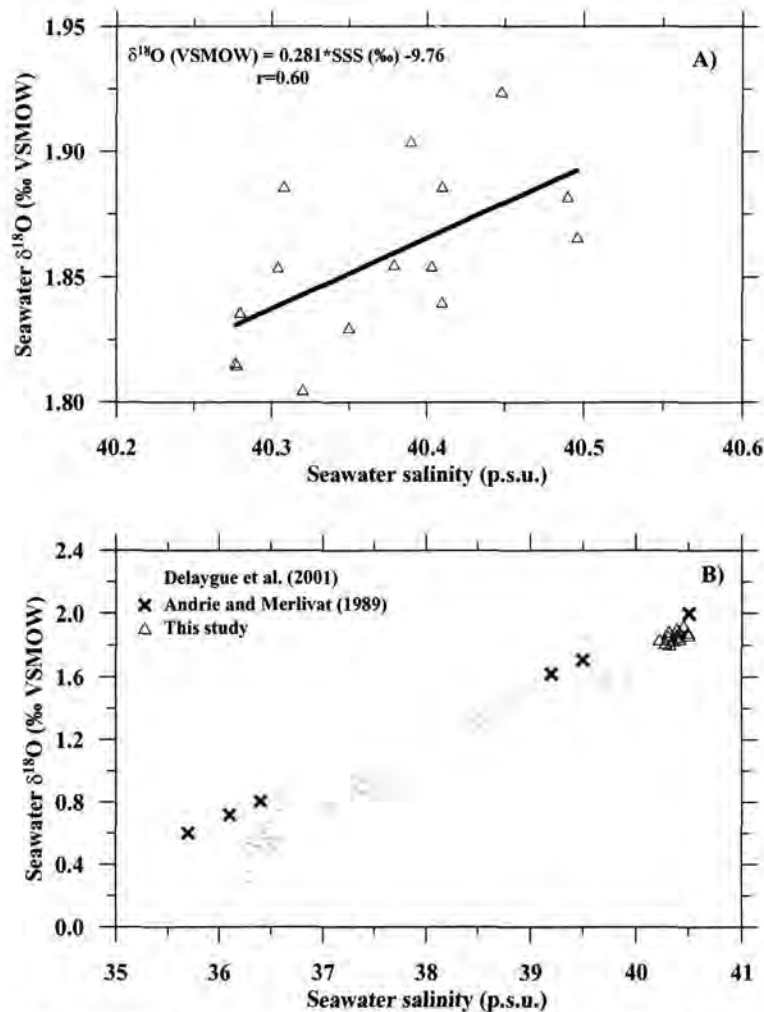 1.95
δ¹⁸O (VSMOW) = 0.281*SSS (‰) -9.76
r=0.60
A)
1.90
1.85
1.80
Seawater δ¹⁸O (‰ VSMOW)
40.2 40.3 40.4 40.5 40.6
Seawater salinity (p.s.u.)
2.4
Delaygue et al. (2001)
B)
Andrie and Merlivat (1989)
This study
2.0
1.6
1.2
0.8
0.4
0.0
Seawater δ¹⁸O (‰ VSMOW)
35 36 37 38 39 40 41
Seawater salinity (p.s.u.)